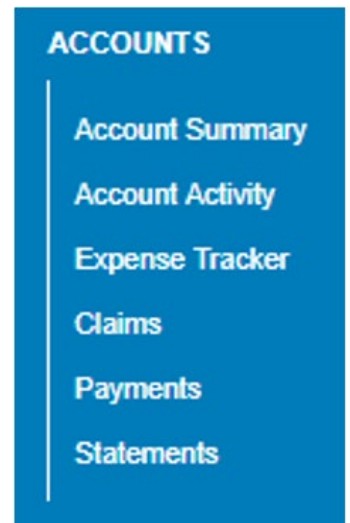 ACCOUNTS
Account Summary
Account Activity
Expense Tracker
Claims
Payments
Statements